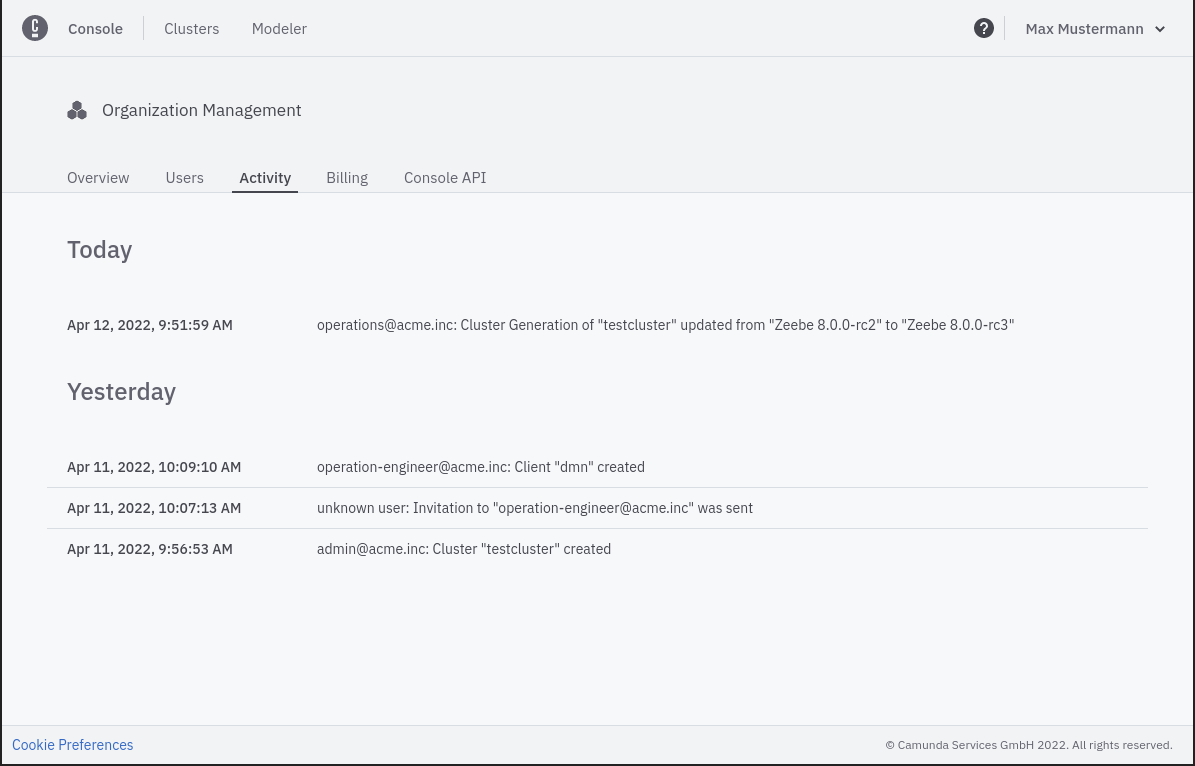 Console Clusters Modeler ? Max Mustermann
Organization Management
Overview Users Activity Billing Console API
Today
Apr 12, 2022, 9:51:59 AM operations@acme.inc: Cluster Generation of "testcluster" updated from "Zeebe 8.0.0-rc2" to "Zeebe 8.0.0-rc3"
Yesterday
Apr 11, 2022, 10:09:10 AM operation-engineer@acme.inc: Client "dmn" created
Apr 11, 2022, 10:07:13 AM unknown user: Invitation to "operation-engineer@acme.inc" was sent
Apr 11, 2022, 9:56:53 AM admin@acme.inc: Cluster "testcluster" created
Cookie Preferences © Camunda Services GmbH 2022. All rights reserved.